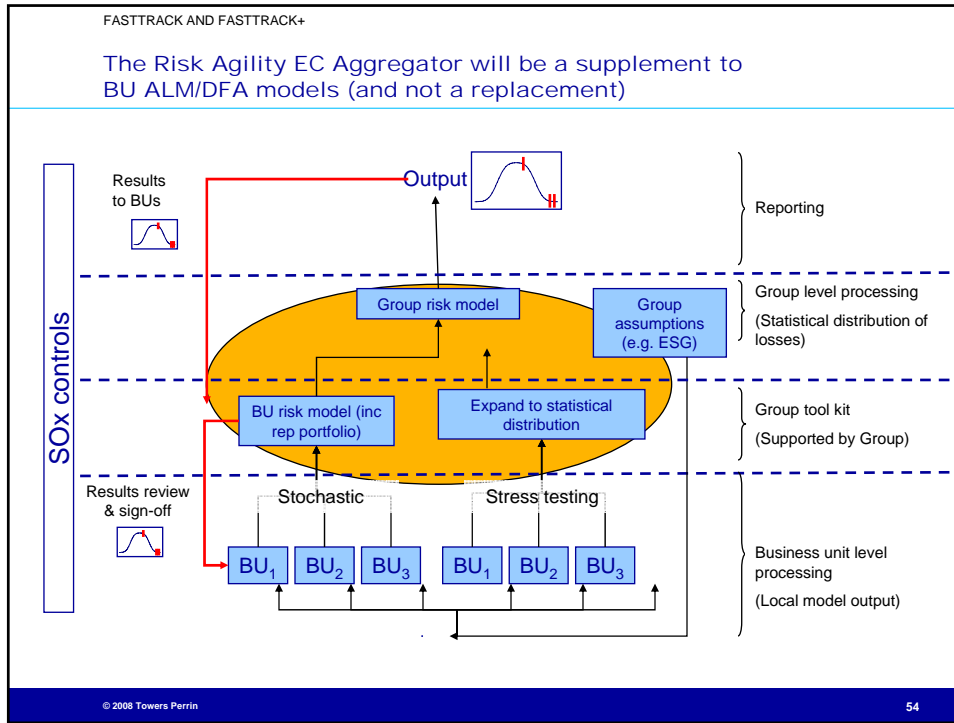 FASTTRACK AND FASTTRACK+
The Risk Agility EC Aggregator will be a supplement to
BU ALM/DFA models (and not a replacement)
SOx controls
Results
to BUs
Output
Reporting
Group risk model
Group
assumptions
(e.g. ESG)
Group level processing
(Statistical distribution of
losses)
BU risk model (inc
rep portfolio)
Expand to statistical
distribution
Group tool kit
(Supported by Group)
Results review
& sign-off
Stochastic
Stress testing
BU1
BU2
BU3
BU1
BU2
BU3
Business unit level
processing
(Local model output)
© 2008 Towers Perrin
54